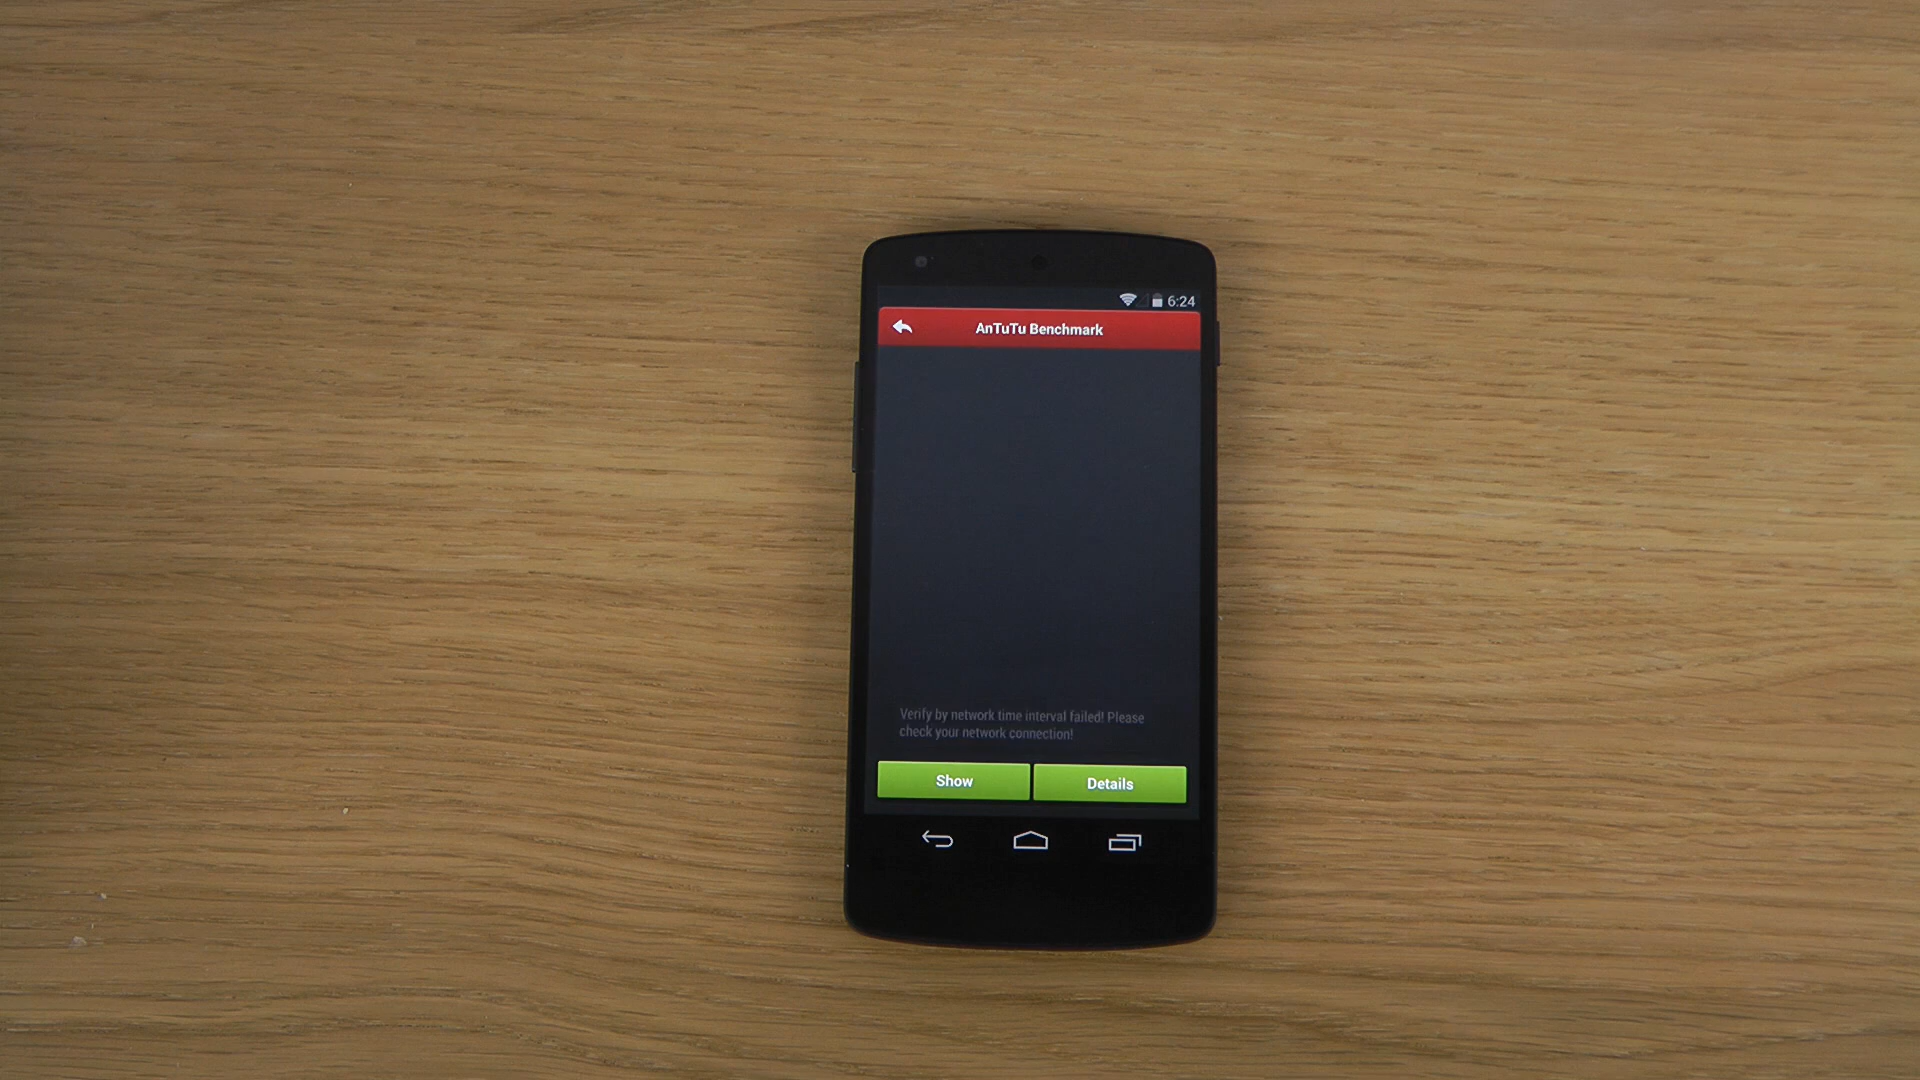 6:24
AnTuTu Benchmark
Verify by network time interval failed! Please
check your network connection!
Show
Details